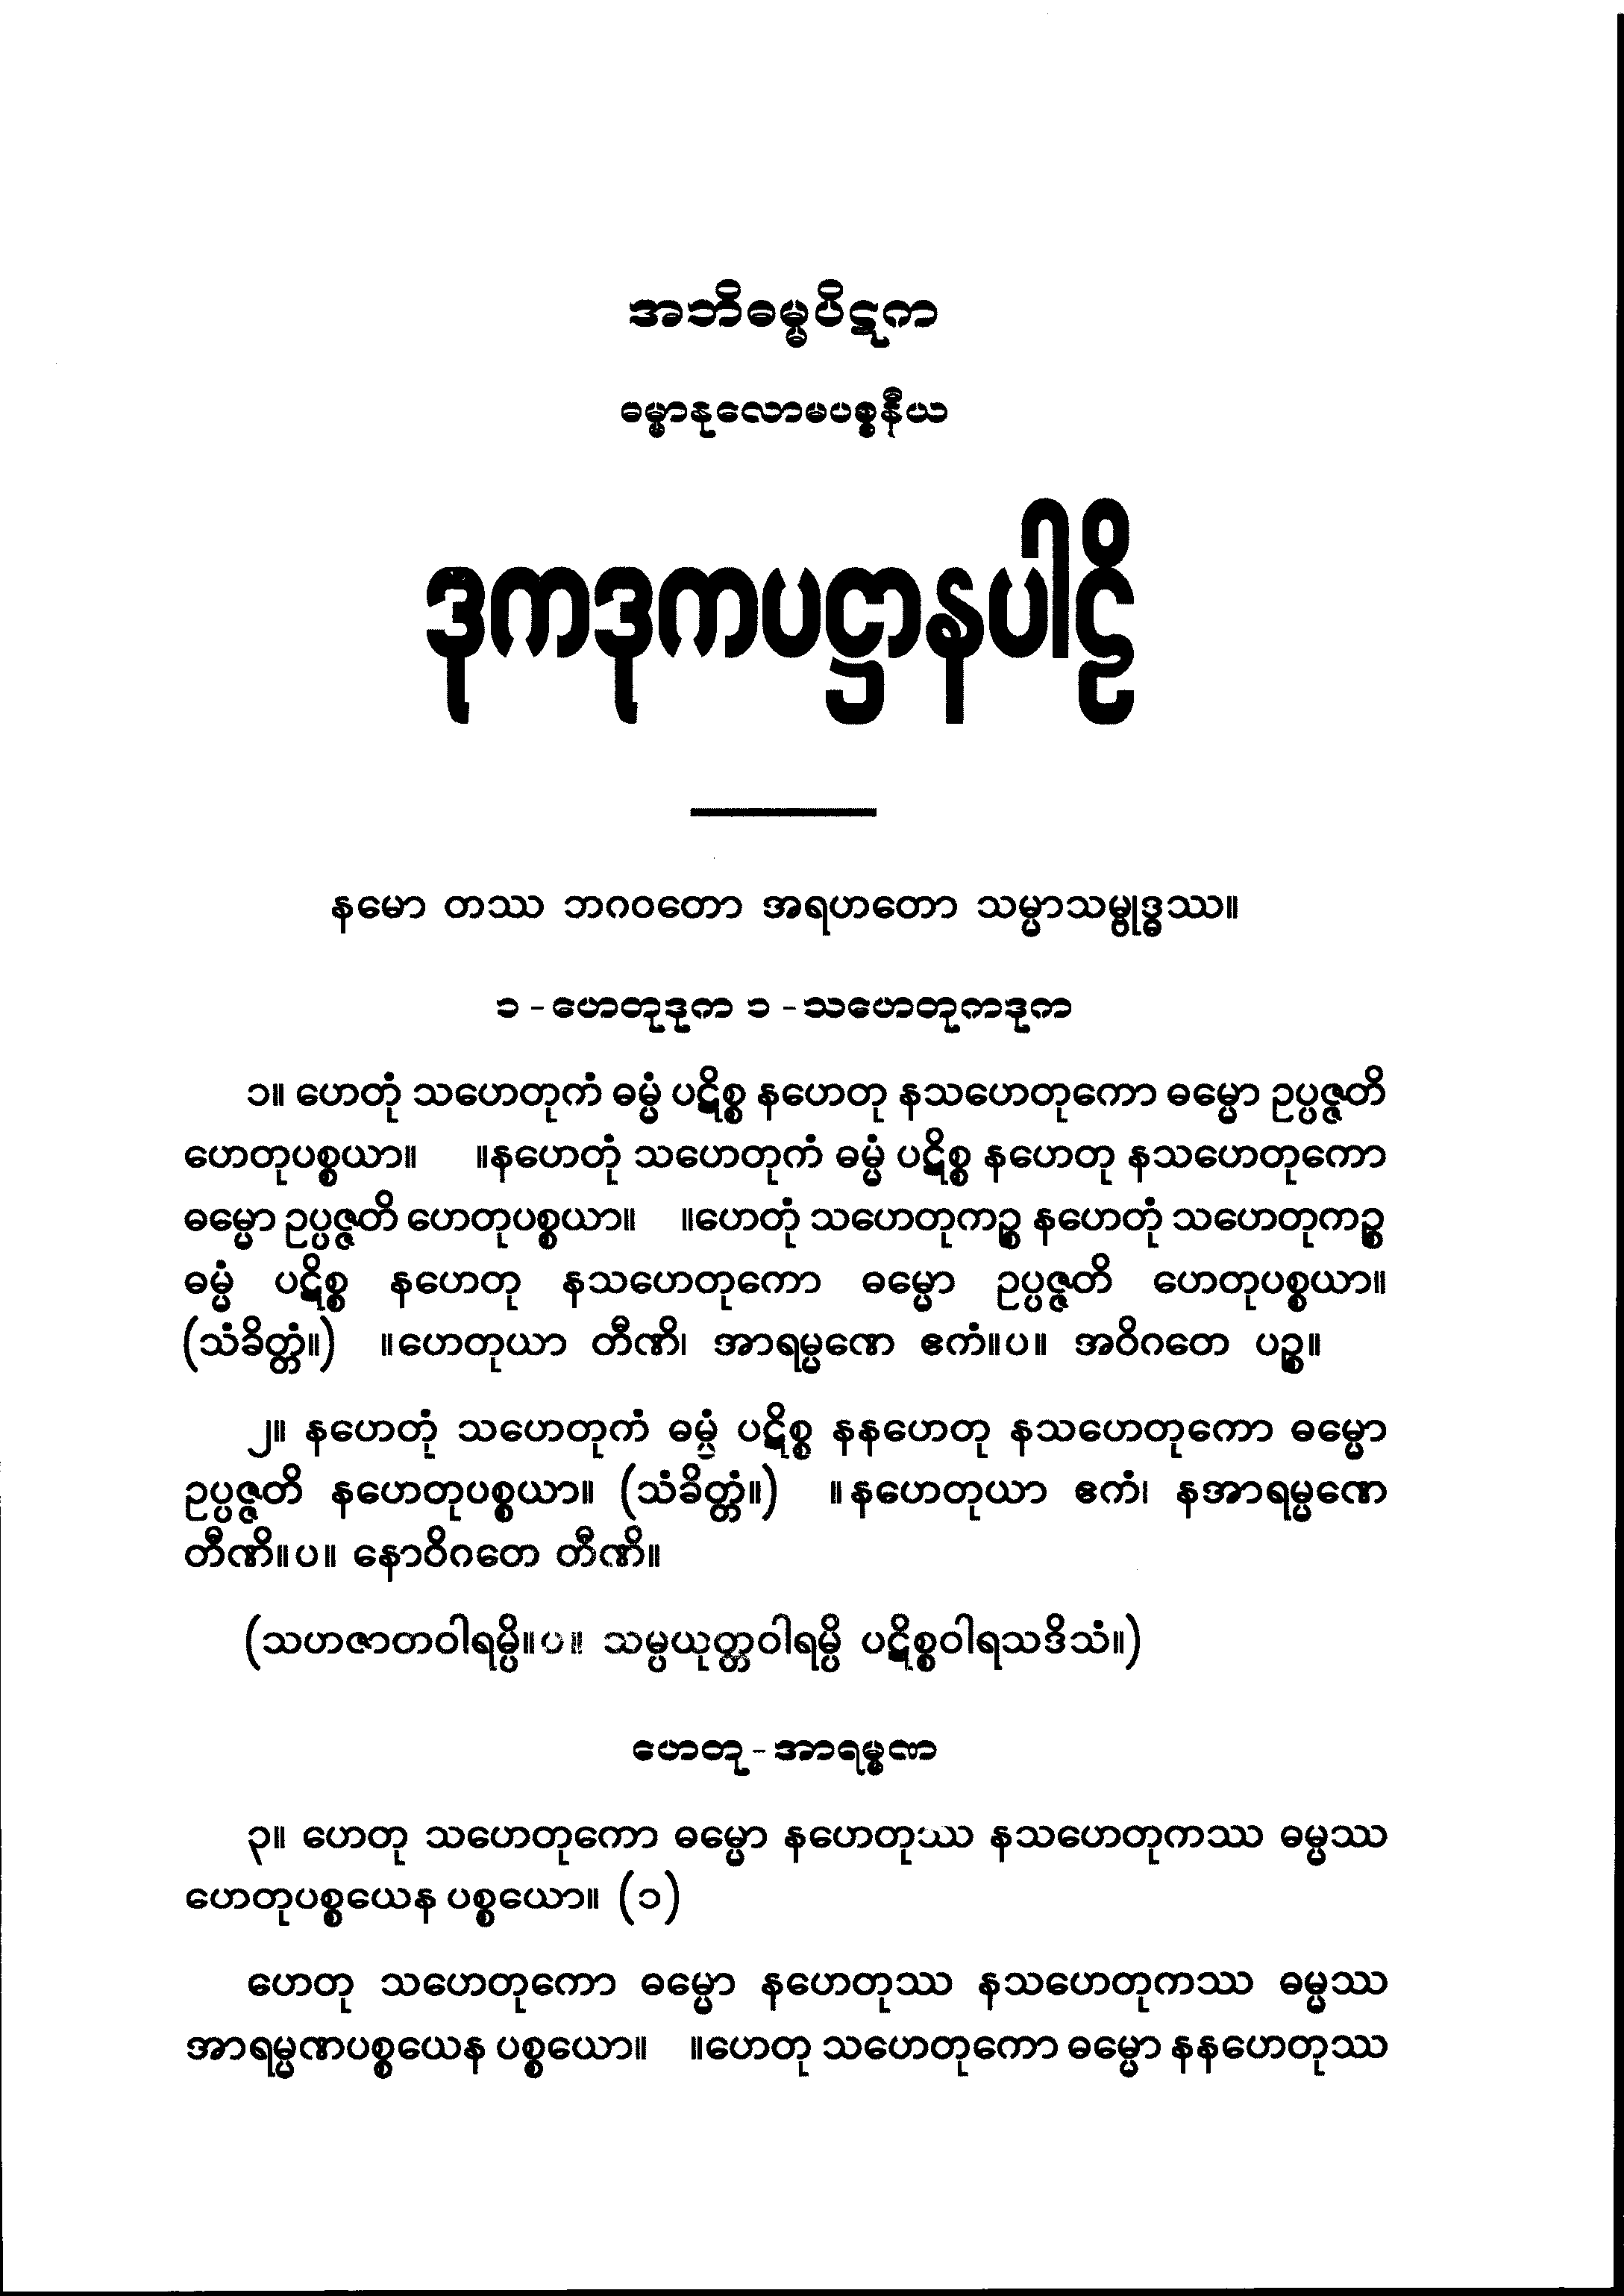 အဘိဓမ္မပိဋက
ဓမ္မာနုလောမပစ္စနီယ
ဒုကဒုကပဋ္ဌာနပါဠိ
နမော တဿ ဘဂဝတော အရဟတော သမ္မာသမ္ဗုဒ္ဓဿ။
၁ - ဟေတုဒုက ၁ - သဟေတုကဒုက
၁။ ဟေတုံ သဟေတုကံ ဓမ္မံ ပဋိစ္စ နဟေတု နသဟေတုကော ဓမ္မော ဥပ္ပဇ္ဇတိ
ဟေတုပစ္စယာ။ ။နဟေတုံ သဟေတုကံ ဓမ္မံ ပဋိစ္စ နဟေတု နသဟေတုကော
ဓမ္မော ဥပ္ပဇ္ဇတိ ဟေတုပစ္စယာ။ ။ဟေတုံ သဟေတုကဉ္စ နဟေတုံ သဟေတုကဉ္စ
ဓမ္မံ ပဋိစ္စ နဟေတု နသဟေတုကော ဓမ္မော ဥပ္ပဇ္ဇတိ ဟေတုပစ္စယာ။
(သံခိတ္တံ။) ။ဟေတုယာ တီဏိ၊ အာရမ္မဏေ ဧကံ။ပ။ အဝိဂတေ ပဉ္စ။
၂။ နဟေတုံ သဟေတုကံ ဓမ္မံ ပဋိစ္စ နနဟေတု နသဟေတုကော ဓမ္မော
ဥပ္ပဇ္ဇတိ နဟေတုပစ္စယာ။ (သံခိတ္တံ။) ။နဟေတုယာ ဧကံ၊ နအာရမ္မဏေ
တီဏိ။ပ။ နောဝိဂတေ တီဏိ။
(သဟဇာတဝါရမ္ပိ။ပ။ သမ္ပယုတ္တဝါရမ္ပိ ပဋိစ္စဝါရသဒိသံ။)
ဟေတု - အာရမ္မဏ
၃။ ဟေတု သဟေတုကော ဓမ္မော နဟေတုဿ နသဟေတုကဿ ဓမ္မဿ
ဟေတုပစ္စယေန ပစ္စယော။ (၁)
ဟေတု သဟေတုကော ဓမ္မော နဟေတုဿ နသဟေတုကဿ ဓမ္မဿ
အာရမ္မဏပစ္စယေန ပစ္စယော။ ။ဟေတု သဟေတုကော ဓမ္မော နနဟေတုဿ